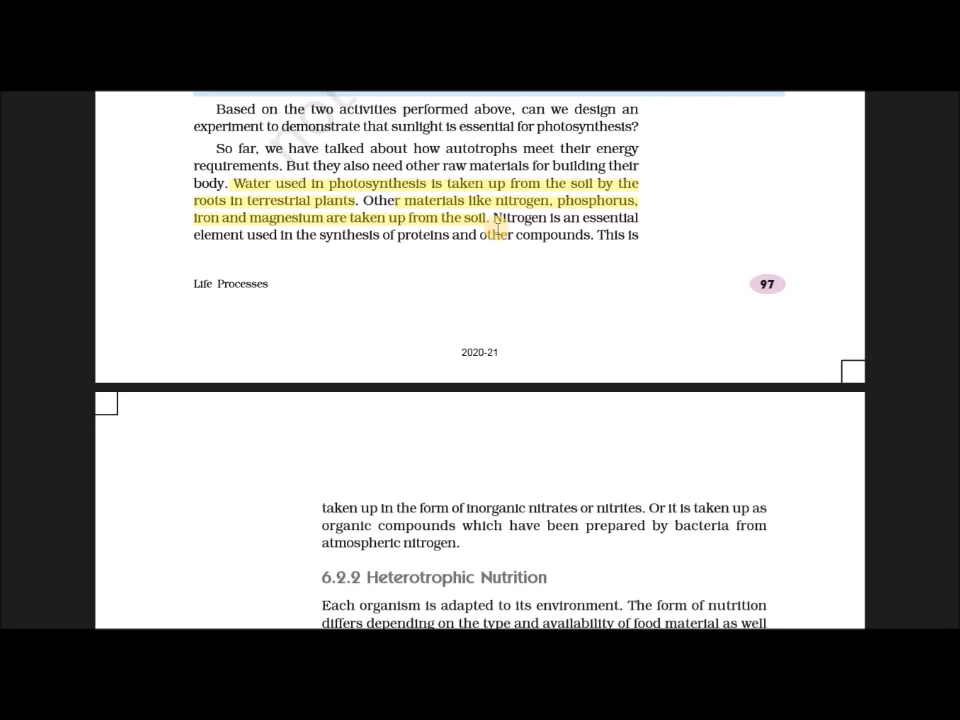 not
Based on the two activities performed above, can we design an
experiment to demonstrate that sunlight is essential for photosynthesis?
So far, we have talked about how autotrophs meet their energy
requirements. But they also need other raw materials for building their
body. Water used in photosynthesis is taken up from the soil by the
roots in terrestrial plants. Other materials like nitrogen, phosphorus,
iron and magnesium are taken up from the soil. Nitrogen is an essential
element used in the synthesis of proteins and other compounds. This is
Life Processes
97
2020-21
taken up in the form of inorganic nitrates or nitrites. Or it is taken up as
organic compounds which have been prepared by bacteria from
atmospheric nitrogen.
6.2.2 Heterotrophic Nutrition
Each organism is adapted to its environment. The form of nutrition
differs depending on the type and availability of food material as well